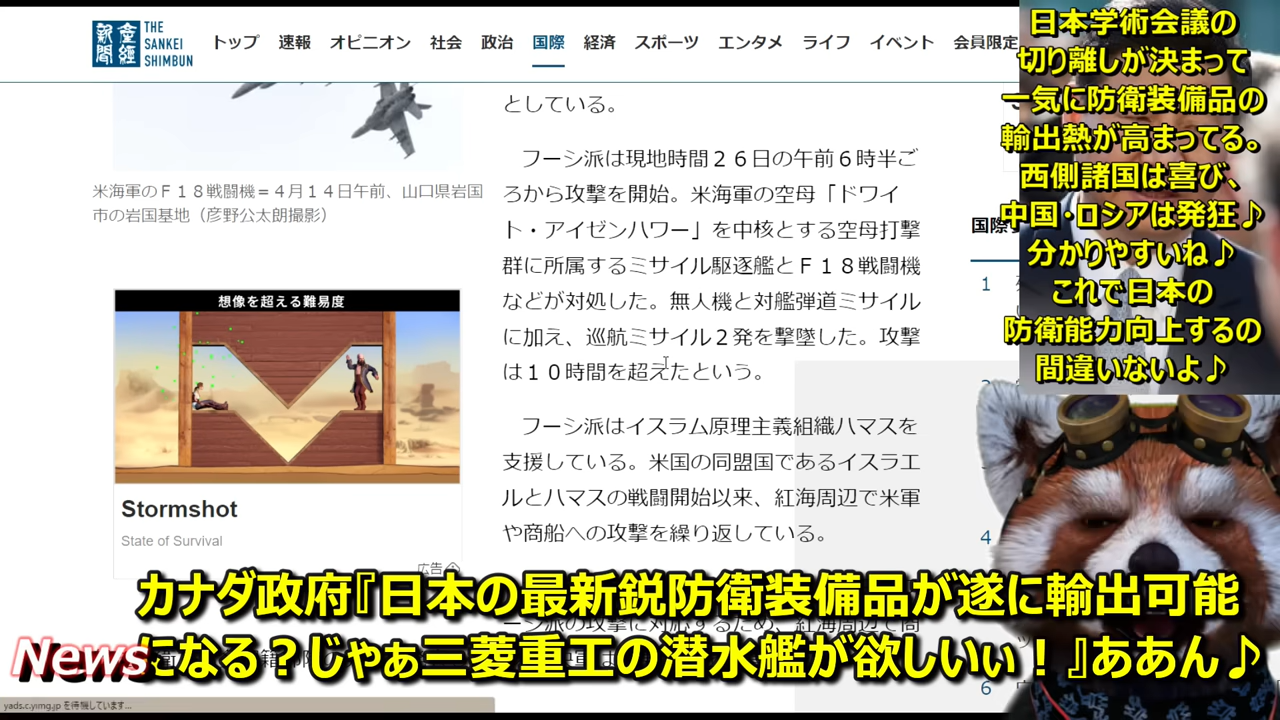 産經新聞
THE SANKEI SHIMBUN
トップ 速報 オピニオン 社会 政治 国際 経済 スポーツ エンタメ ライフ イベント 会員限定
としている。
フーシ派は現地時間２６日の午前６時半ご
ろから攻撃を開始。米海軍の空母「ドワイ
ト・アイゼンハワー」を中核とする空母打撃
群に所属するミサイル駆逐艦とＦ１８戦闘機
などが対処した。無人機と対艦弾道ミサイル
に加え、巡航ミサイル２発を撃墜した。攻撃
は１０時間を超えたという。
フーシ派はイスラム原理主義組織ハマスを
支援している。米国の同盟国であるイスラエ
ルとハマスの戦闘開始以来、紅海周辺で米軍
や商船への攻撃を繰り返している。
米海軍のＦ１８戦闘機＝４月１４日午前、山口県岩国
市の岩国基地（彦野公太朗撮影）
想像を超える難易度
Stormshot
State of Survival
広告
国際
1
4
6
日本学術会議の
切り離しが決まって
一気に防衛装備品の
輸出熱が高まってる。
西側諸国は喜び、
中国・ロシアは発狂♪
分かりやすいね♪
これで日本の
防衛能力向上するの
間違いないよ♪
カナダ政府『日本の最新鋭防衛装備品が遂に輸出可能
になる？じゃぁ三菱重工の潜水艦が欲しいぃ！』ああん♪
News
yads.c.yimg.jp を待機しています...